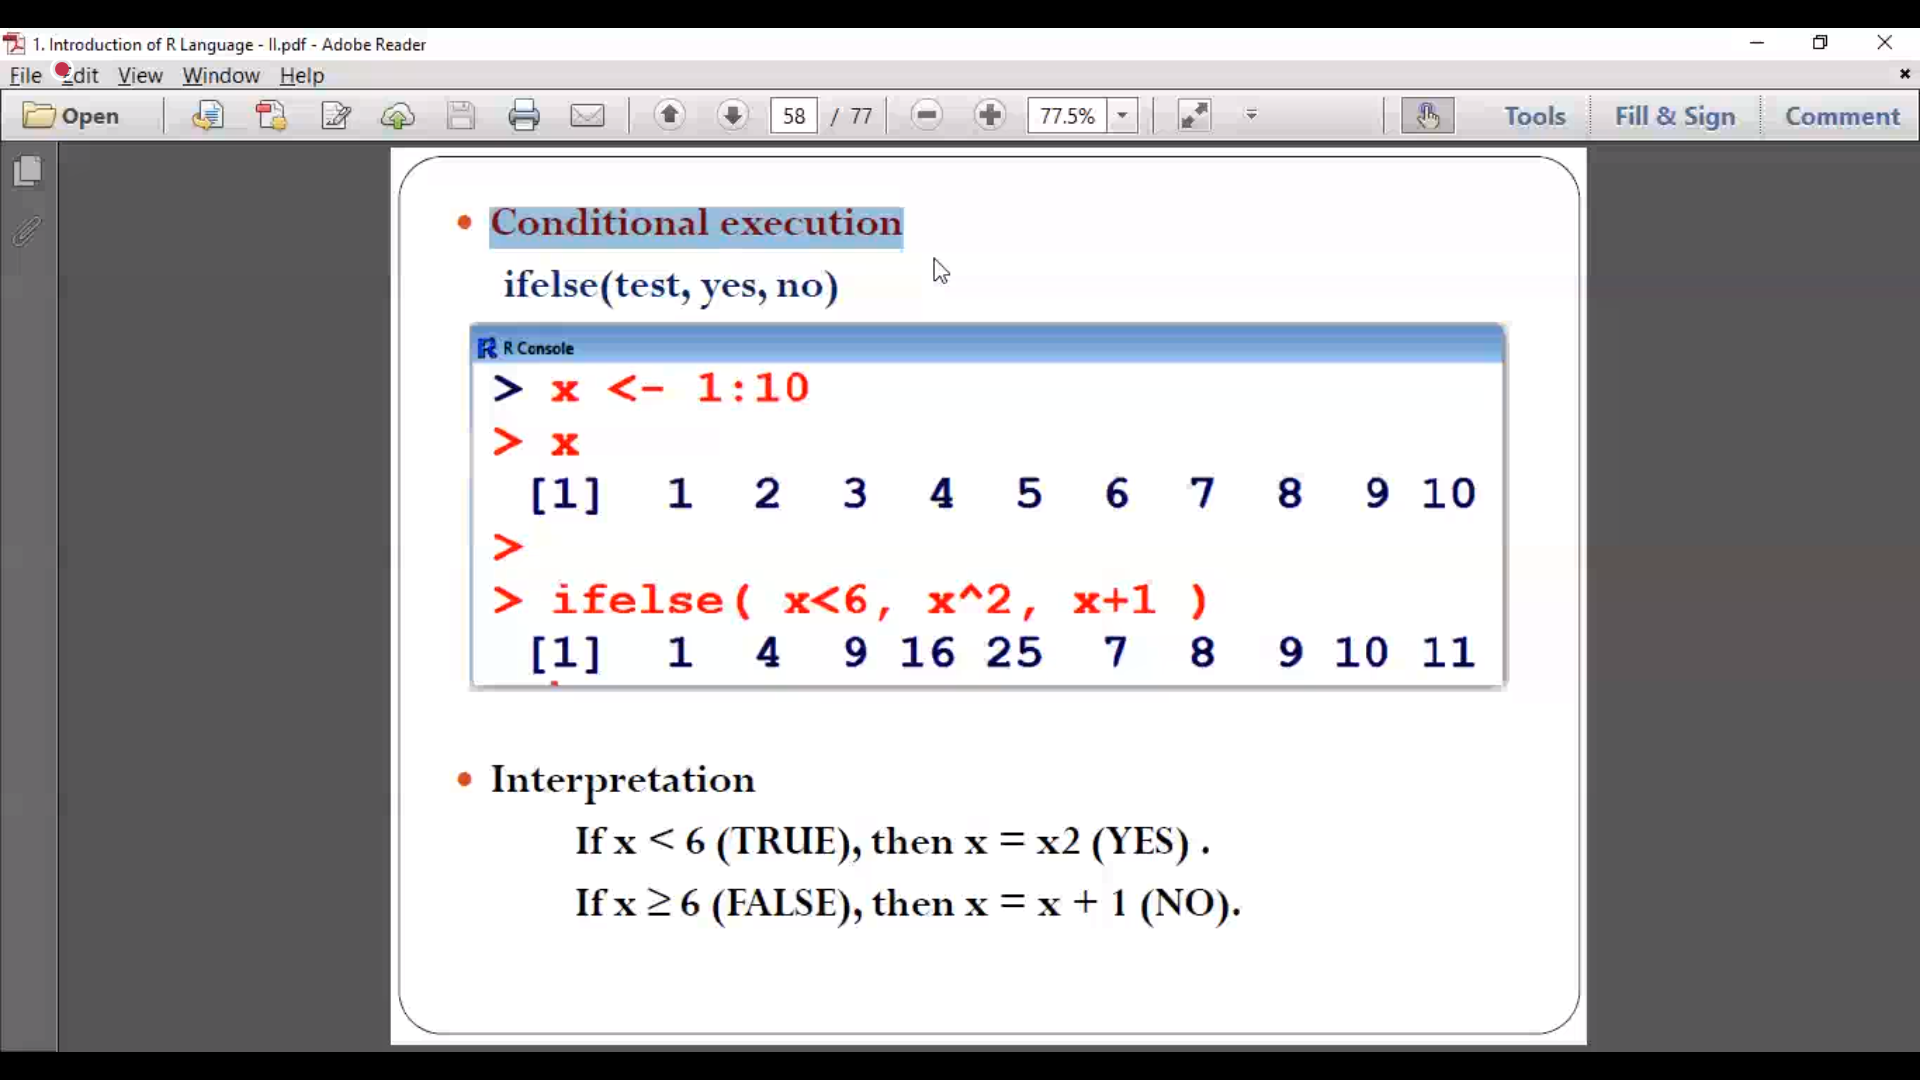 1. Introduction of R Language - II.pdf - Adobe Reader
File Edit View Window Help
Open 58 / 77 77.5% Tools Fill & Sign Comment
• Conditional execution
ifelse(test, yes, no)
R Console
> x <- 1:10
> x
[1] 1 2 3 4 5 6 7 8 9 10
>
> ifelse( x<6, x^2, x+1 )
[1] 1 4 9 16 25 7 8 9 10 11
• Interpretation
If x < 6 (TRUE), then x = x2 (YES) .
If x ≥ 6 (FALSE), then x = x + 1 (NO).